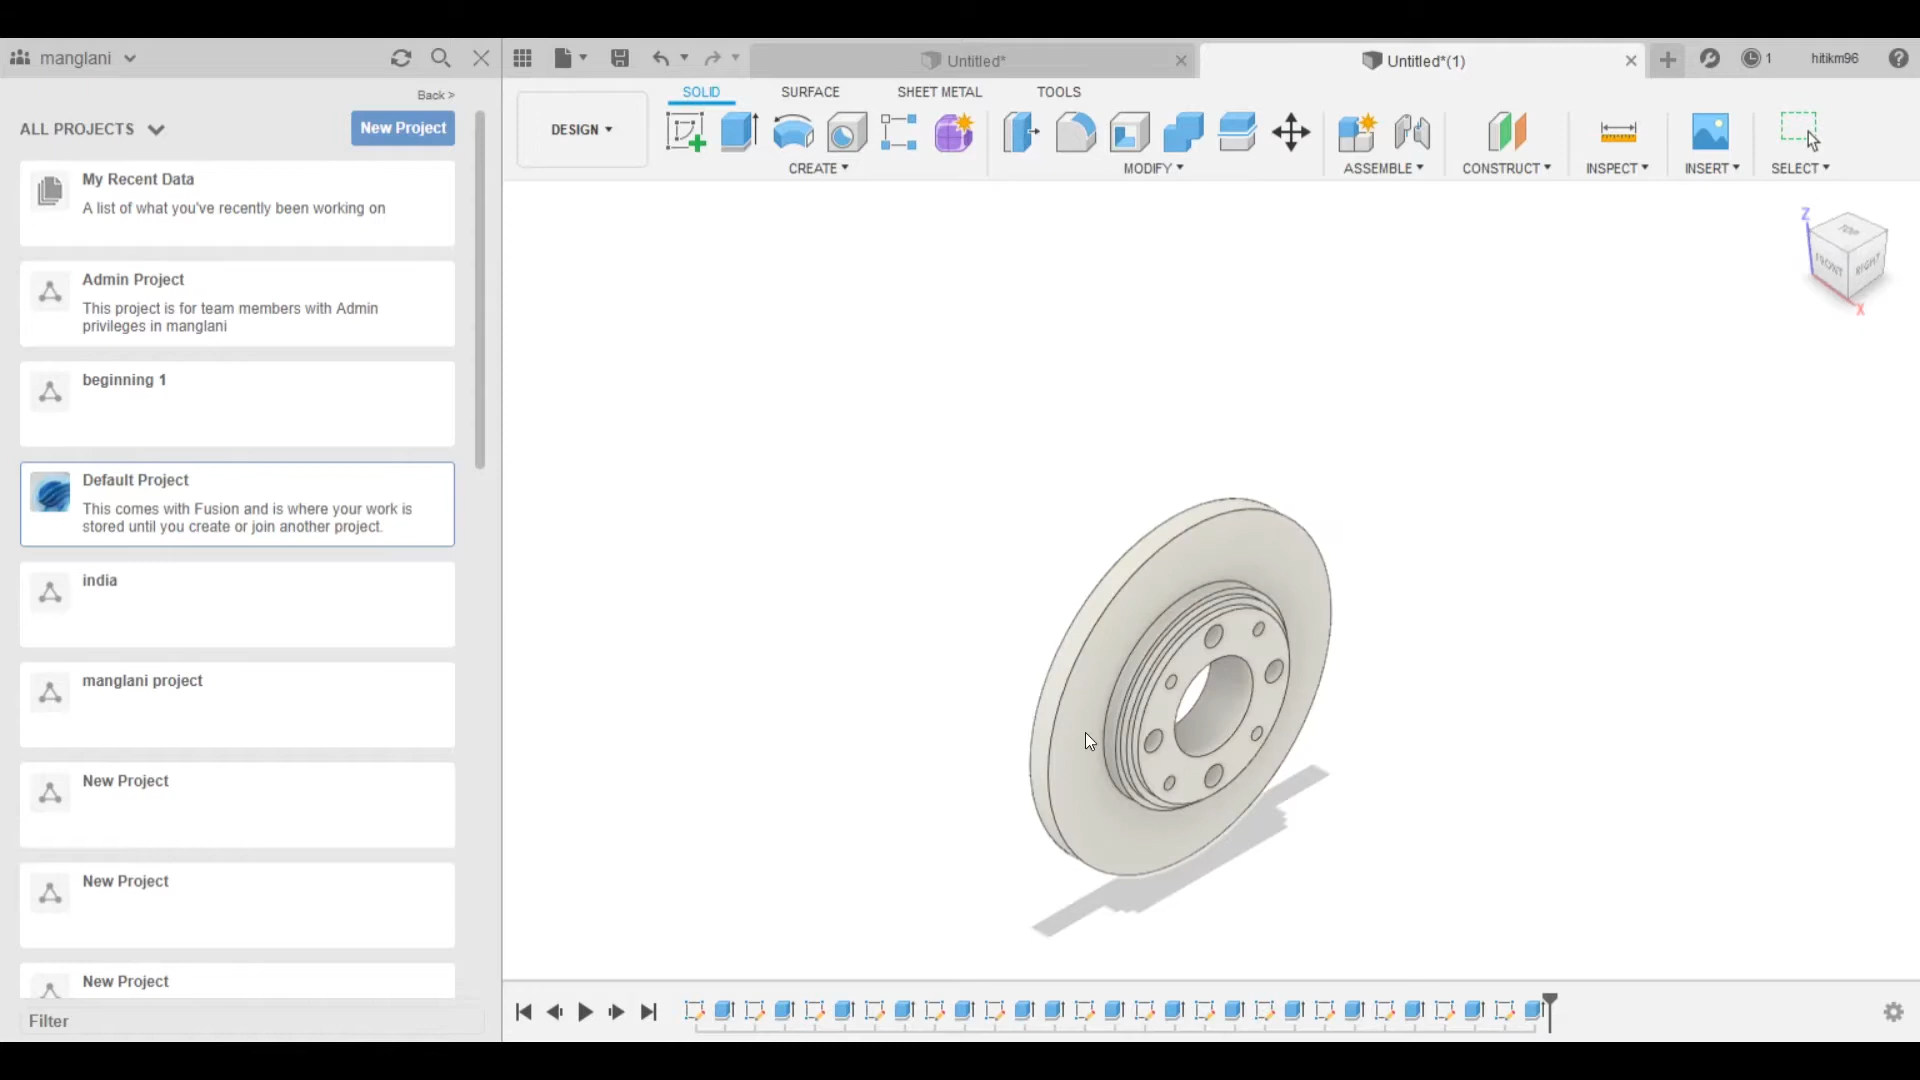 manglani
Untitled*
Untitled*(1)
1
hitikm96
Back >
ALL PROJECTS
New Project
My Recent Data
A list of what you've recently been working on
Admin Project
This project is for team members with Admin
privileges in manglani
beginning 1
Default Project
This comes with Fusion and is where your work is
stored until you create or join another project.
india
manglani project
New Project
New Project
New Project
Filter
DESIGN
SOLID
SURFACE
SHEET METAL
TOOLS
CREATE
MODIFY
ASSEMBLE
CONSTRUCT
INSPECT
INSERT
SELECT
Z
TOP
FRONT
RIGHT
X